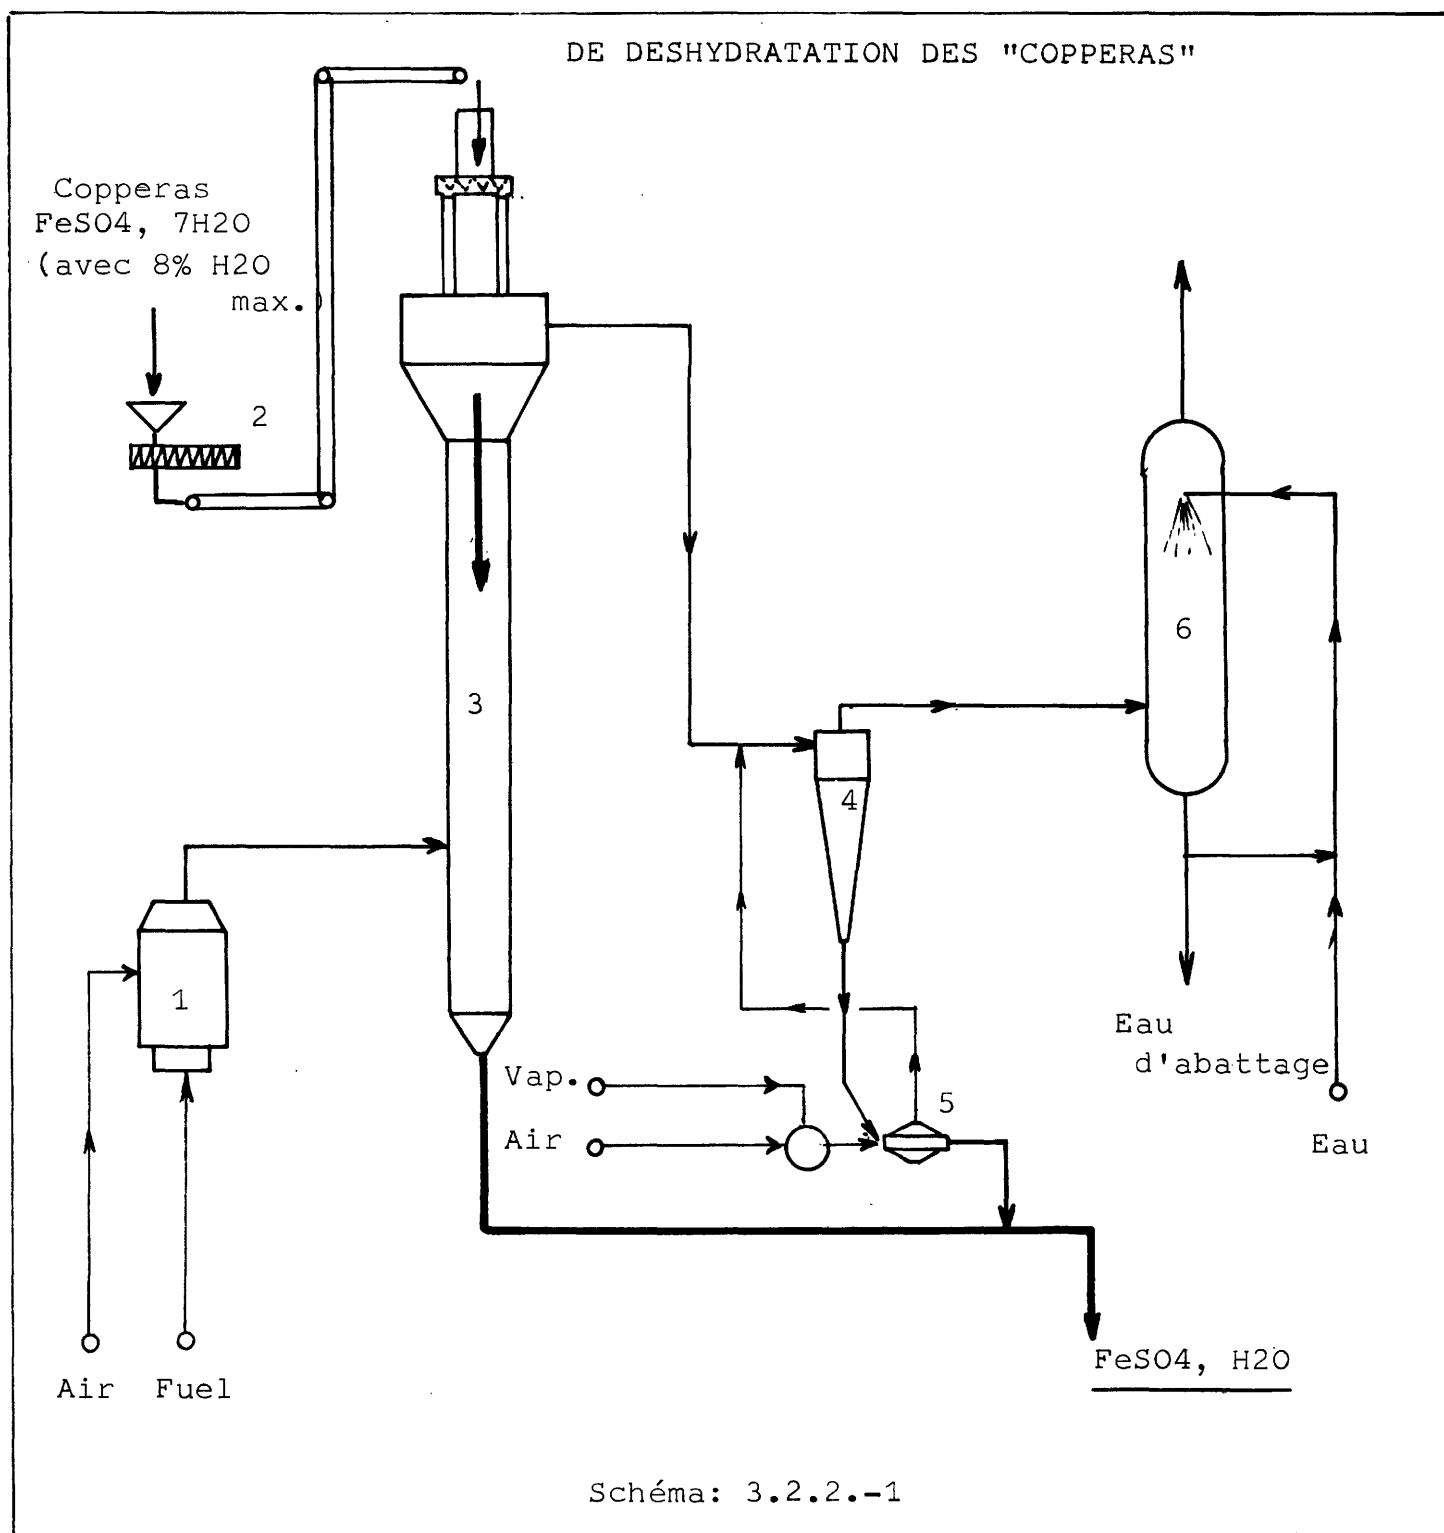 DE DESHYDRATATION DES "COPPERAS"
Copperas
FeSO4, 7H2O
(avec 8% H2O
max.)
2
3
6
4
1
5
Vap.
Air
Eau
d'abattage
Eau
Air Fuel
FeSO4, H2O
Schéma: 3.2.2.-1